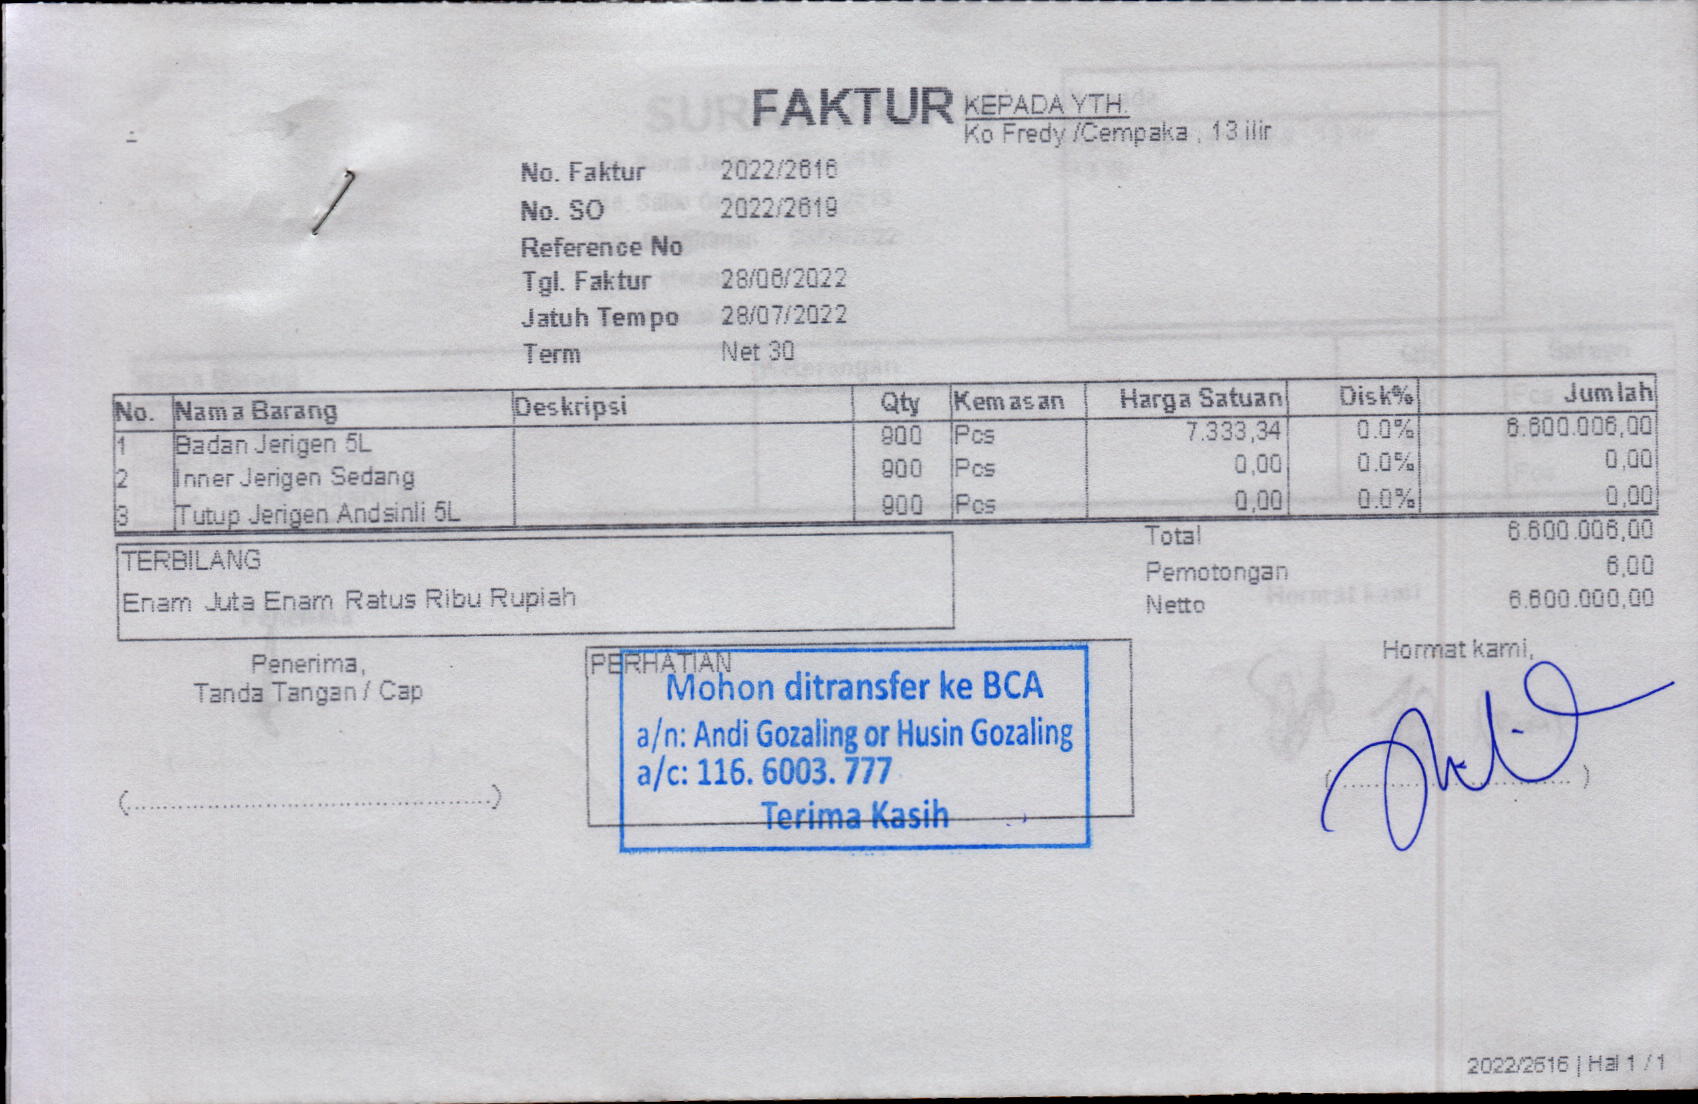 FAKTUR
KEPADA YTH.
Ko Fredy /Cempaka , 13 ilir
No. Faktur 2022/2616
No. SO 2022/2619
Reference No
Tgl. Faktur 28/06/2022
Jatuh Tempo 28/07/2022
Term Net 30
No. Nama Barang Deskripsi Qty Kemasan Harga Satuan Disk% Jumlah
1 Badan Jerigen 5L 900 Pcs 7.333,34 0.0% 6.600.006,00
2 Inner Jerigen Sedang 900 Pcs 0,00 0.0% 0,00
3 Tutup Jerigen Andsinli 5L 900 Pcs 0,00 0.0% 0,00
Total 6.600.006,00
Pemotongan 6,00
Netto 6.600.000,00
TERBILANG
Enam Juta Enam Ratus Ribu Rupiah
Penerima,
Tanda Tangan / Cap
(...............................................)
PERHATIAN
Mohon ditransfer ke BCA
a/n: Andi Gozaling or Husin Gozaling
a/c: 116. 6003. 777
Terima Kasih
Hormat kami,
(..............................)
2022/2616 | Hal 1 / 1